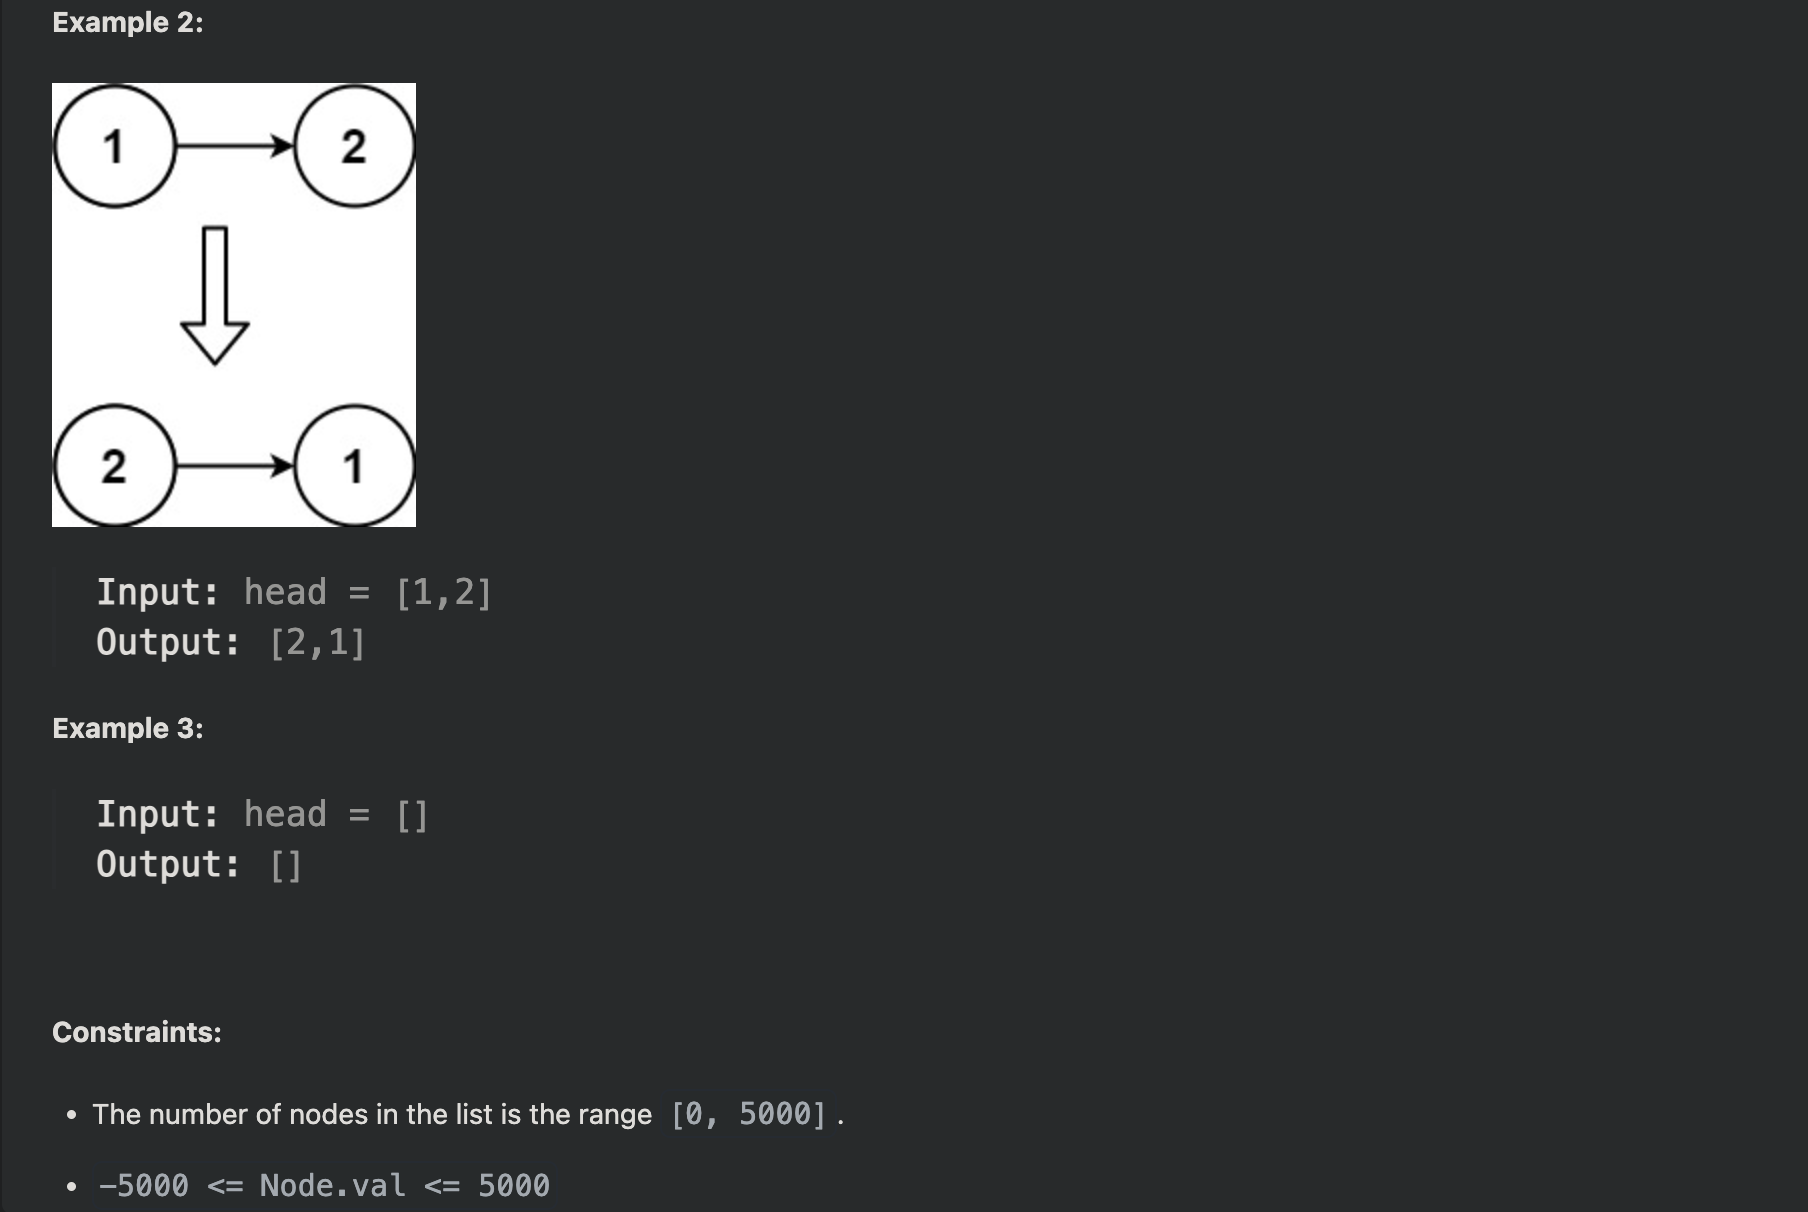 Example 2:
1 2
2 1
Input: head = [1,2]
Output: [2,1]
Example 3:
Input: head = []
Output: []
Constraints:
• The number of nodes in the list is the range [0, 5000].
• -5000 <= Node.val <= 5000